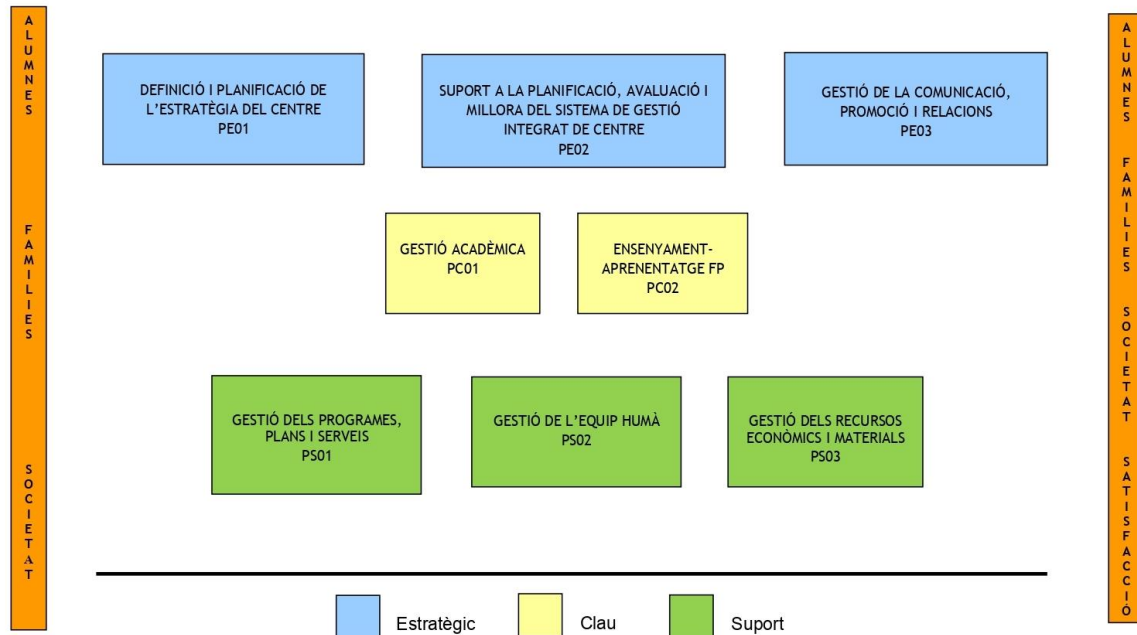 ALUMNES
FAMILIES
SOCIETAT
DEFINICIÓ I PLANIFICACIÓ DE
L'ESTRATÈGIA DEL CENTRE
PE01
SUPORT A LA PLANIFICACIÓ, AVALUACIÓ I
MILLORA DEL SISTEMA DE GESTIÓ
INTEGRAT DE CENTRE
PE02
GESTIÓ DE LA COMUNICACIÓ,
PROMOCIÓ I RELACIONS
PE03
GESTIÓ ACADÈMICA
PC01
ENSENYAMENT-
APRENENTATGE FP
PC02
GESTIÓ DELS PROGRAMES,
PLANS I SERVEIS
PS01
GESTIÓ DE L'EQUIP HUMÀ
PS02
GESTIÓ DELS RECURSOS
ECONÒMICS I MATERIALS
PS03
ALUMNES
FAMILIES
SOCIETAT
SATISFACCIÓ
Estratègic
Clau
Suport